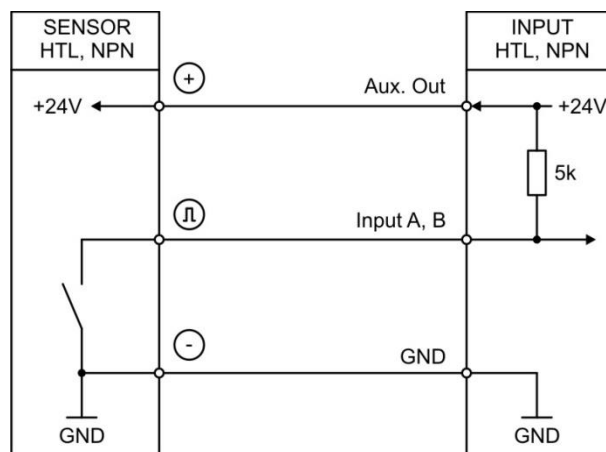 SENSOR
HTL, NPN
INPUT
HTL, NPN
+
Aux. Out
+24V
+24V
5k
Input A, B
-
GND
GND
GND